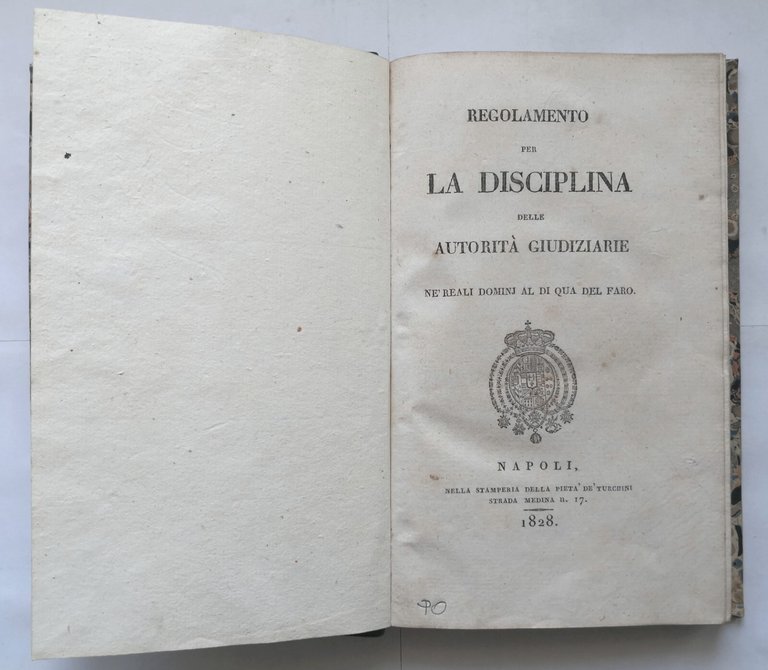 REGOLAMENTO
PER
LA DISCIPLINA
DELLE
AUTORITÀ GIUDIZIARIE
NE' REALI DOMINJ AL DI QUA DEL FARO.
NAPOLI,
NELLA STAMPERIA DELLA PIETA' DE' TURCHINI
STRADA MEDINA n. 17.
1828.